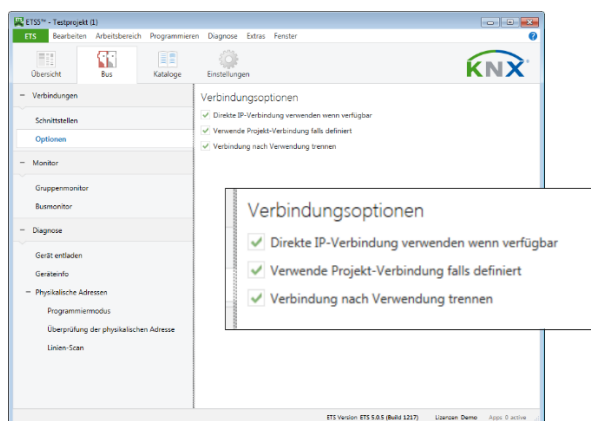 ETS5™ - Testprojekt (1)
ETS Bearbeiten Arbeitsbereich Programmieren Diagnose Extras Fenster
Übersicht Bus Kataloge Einstellungen
KNX
Verbindungen
Schnittstellen
Optionen
Monitor
Gruppenmonitor
Busmonitor
Diagnose
Gerät entladen
Geräteinfo
Physikalische Adressen
Programmiermodus
Überprüfung der physikalischen Adresse
Linien-Scan
Verbindungsoptionen
Direkte IP-Verbindung verwenden wenn verfügbar
Verwende Projekt-Verbindung falls definiert
Verbindung nach Verwendung trennen
Verbindungsoptionen
Direkte IP-Verbindung verwenden wenn verfügbar
Verwende Projekt-Verbindung falls definiert
Verbindung nach Verwendung trennen
ETS Version ETS 5.0.5 (Build 1217) Lizenzen Demo Apps 0 active